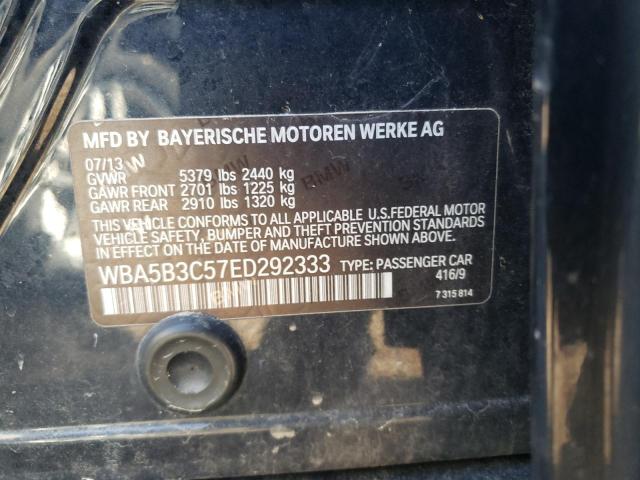 MFD BY BAYERISCHE MOTOREN WERKE AG
07/13
GVWR 5379 lbs 2440 kg
GAWR FRONT 2701 lbs 1225 kg
GAWR REAR 2910 lbs 1320 kg
THIS VEHICLE CONFORMS TO ALL APPLICABLE U.S.FEDERAL MOTOR
VEHICLE SAFETY, BUMPER, AND THEFT PREVENTION STANDARDS
IN EFFECT ON THE DATE OF MANUFACTURE SHOWN ABOVE.
WBA5B3C57ED292333 TYPE: PASSENGER CAR
416/9
7 315 814